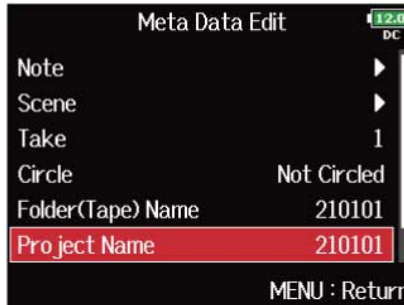 Meta Data Edit
12.0
DC
Note
Scene
Take 1
Circle Not Circled
Folder(Tape) Name 210101
Project Name 210101
MENU : Return